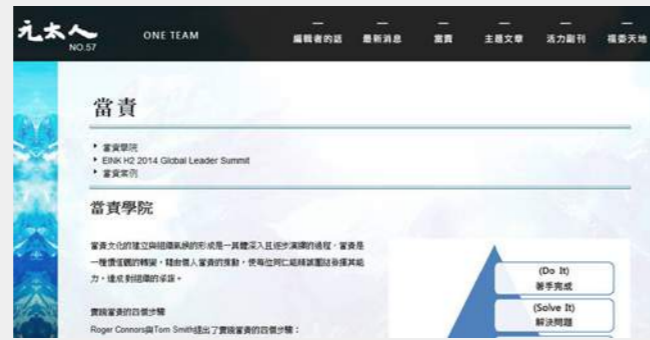 元太人
NO.57
ONE TEAM
編輯者的話 最新消息 當責 主題文章 活力副刊 福委天地
當責
當責學院
EINK H2 2014 Global Leader Summit
當責案例
當責學院
當責文化的建立與組織氣候的形成是一具體深入且逐步演構的過程,當責是
一種價值觀的轉變,藉由個人當責的推動,使每位同仁能精誠團結發揮其能
力,達成對組織的承諾。
實踐當責的四個步驟
Roger Connors與Tom Smith提出了實踐當責的四個步驟:
(Do It)
著手完成
(Solve It)
解決問題